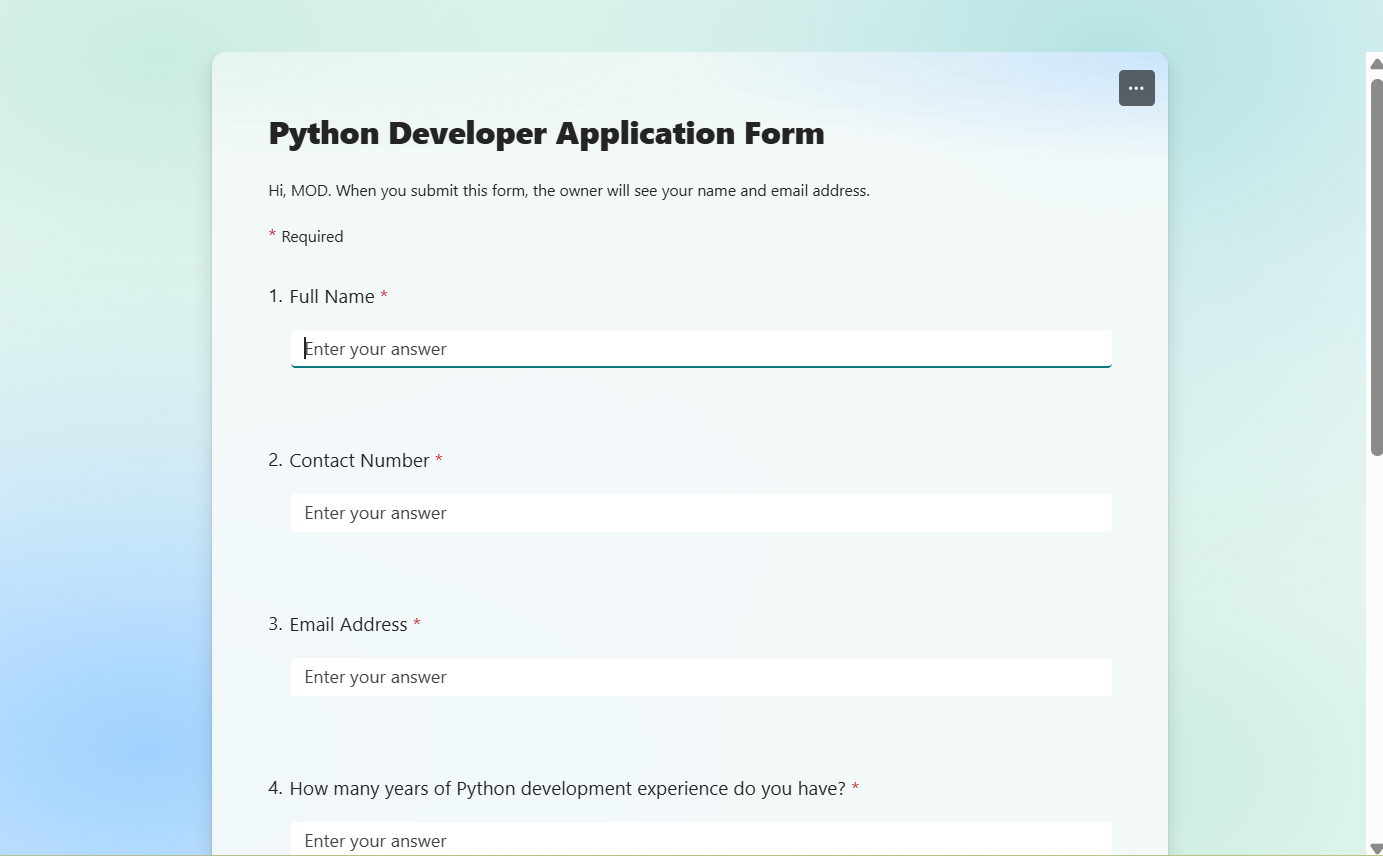 Python Developer Application Form
Hi, MOD. When you submit this form, the owner will see your name and email address.
* Required
1. Full Name *
Enter your answer
2. Contact Number *
Enter your answer
3. Email Address *
Enter your answer
4. How many years of Python development experience do you have? *
Enter your answer